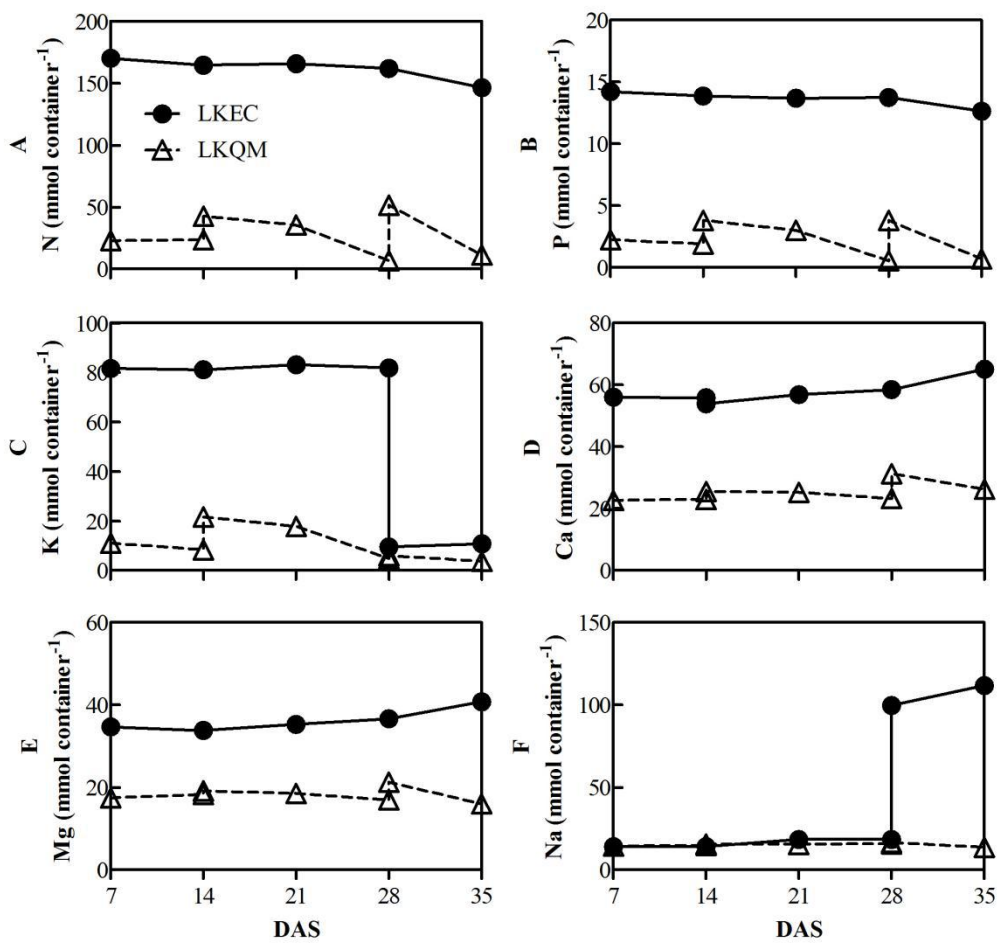 A
N (mmol container⁻¹)
200
150
100
50
0
LKEC
LKQM
B
P (mmol container⁻¹)
20
15
10
5
0
C
K (mmol container⁻¹)
100
80
60
40
20
0
D
Ca (mmol container⁻¹)
80
60
40
20
0
E
Mg (mmol container⁻¹)
60
40
20
0
7 14 21 28 35
DAS
F
Na (mmol container⁻¹)
150
100
50
0
7 14 21 28 35
DAS